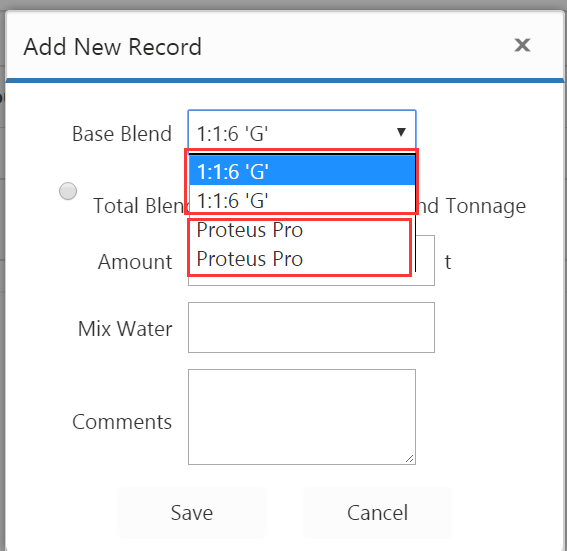 Add New Record
Base Blend 1:1:6 'G'
1:1:6 'G'
1:1:6 'G'
Total Blen nd Tonnage
Proteus Pro
Proteus Pro
Amount t
Mix Water
Comments
Save Cancel